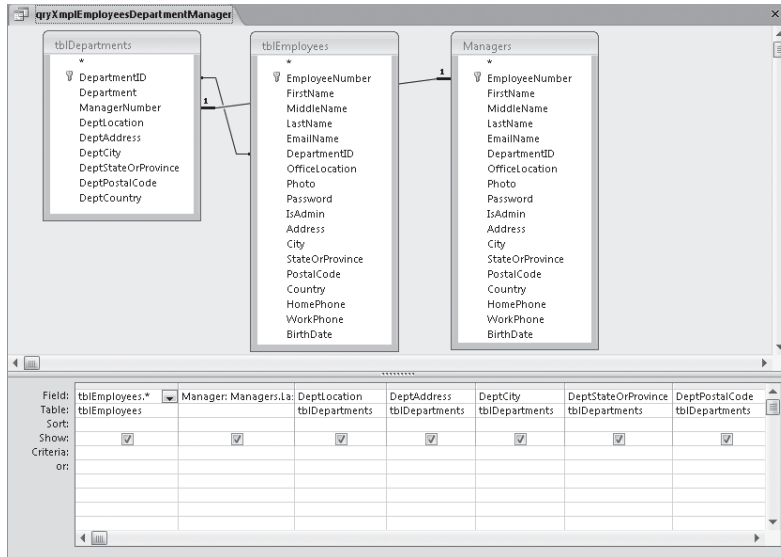 qryXmplEmployeesDepartmentManager
tblDepartments
*
DepartmentID
Department
ManagerNumber
DeptLocation
DeptAddress
DeptCity
DeptStateOrProvince
DeptPostalCode
DeptCountry
1
tblEmployees
*
EmployeeNumber
FirstName
MiddleName
LastName
EmailName
DepartmentID
OfficeLocation
Photo
Password
IsAdmin
Address
City
StateOrProvince
PostalCode
Country
HomePhone
WorkPhone
BirthDate
1
Managers
*
EmployeeNumber
FirstName
MiddleName
LastName
EmailName
DepartmentID
OfficeLocation
Photo
Password
IsAdmin
Address
City
StateOrProvince
PostalCode
Country
HomePhone
WorkPhone
BirthDate
Field: tblEmployees.* Manager: Managers.La: DeptLocation DeptAddress DeptCity DeptStateOrProvince DeptPostalCode
Table: tblEmployees tblDepartments tblDepartments tblDepartments tblDepartments tblDepartments
Sort:
Show:
Criteria:
or: